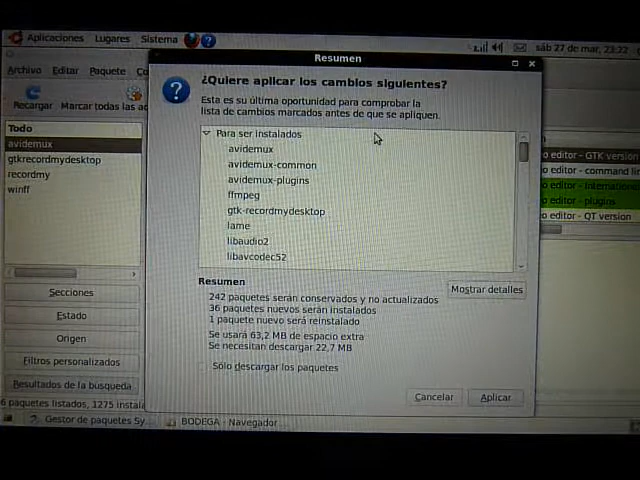 Aplicaciones Lugares Sistema
sáb 27 de mar, 23:22
Resumen
Archivo Editar Paquete
Recargar Marcar todas las
Todo
avidemux
gtkrecordmydesktop
recordmy
winff
Secciones
Estado
Origen
Filtros personalizados
Resultados de la búsqueda
6 paquetes listados, 1275
¿Quiere aplicar los cambios siguientes?
Esta es su última oportunidad para comprobar la
lista de cambios marcados antes de que se apliquen.
Para ser instalados
avidemux
avidemux-common
avidemux-plugins
ffmpeg
gtk-recordmydesktop
lame
libaudio2
libavcodec52
Resumen
242 paquetes serán conservados y no actualizados
36 paquetes nuevos serán instalados
1 paquete nuevo será reinstalado
Se usará 63,2 MB de espacio extra
Se necesitan descargar 22,7 MB
Mostrar detalles
Sólo descargar los paquetes
Cancelar Aplicar
o editor - GTK version
o editor - command
o editor - Internation
o editor - plugins
o editor - QT version
Gestor de paquetes Sy...
BODEGA - Navegador ...